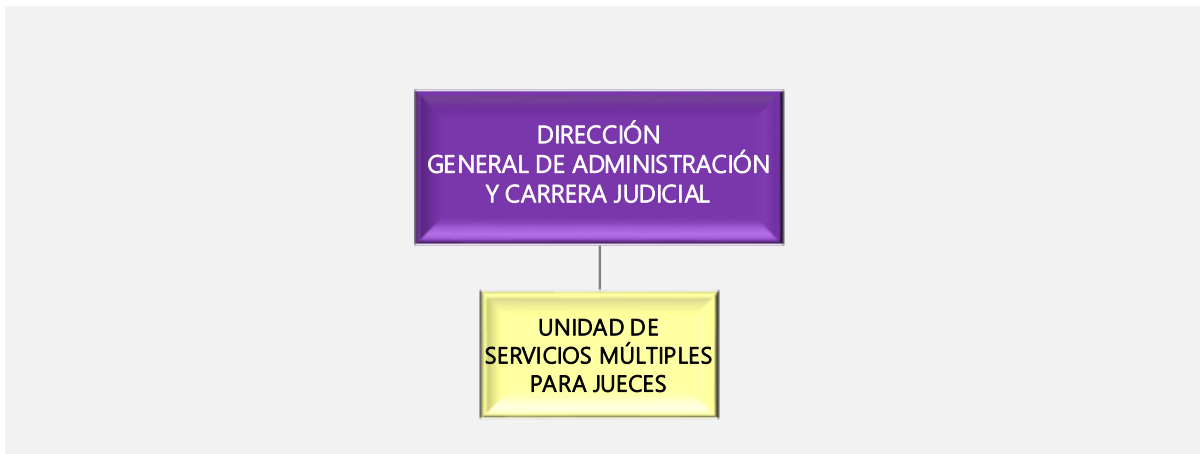 DIRECCIÓN
GENERAL DE ADMINISTRACIÓN
Y CARRERA JUDICIAL
UNIDAD DE
SERVICIOS MÚLTIPLES
PARA JUECES